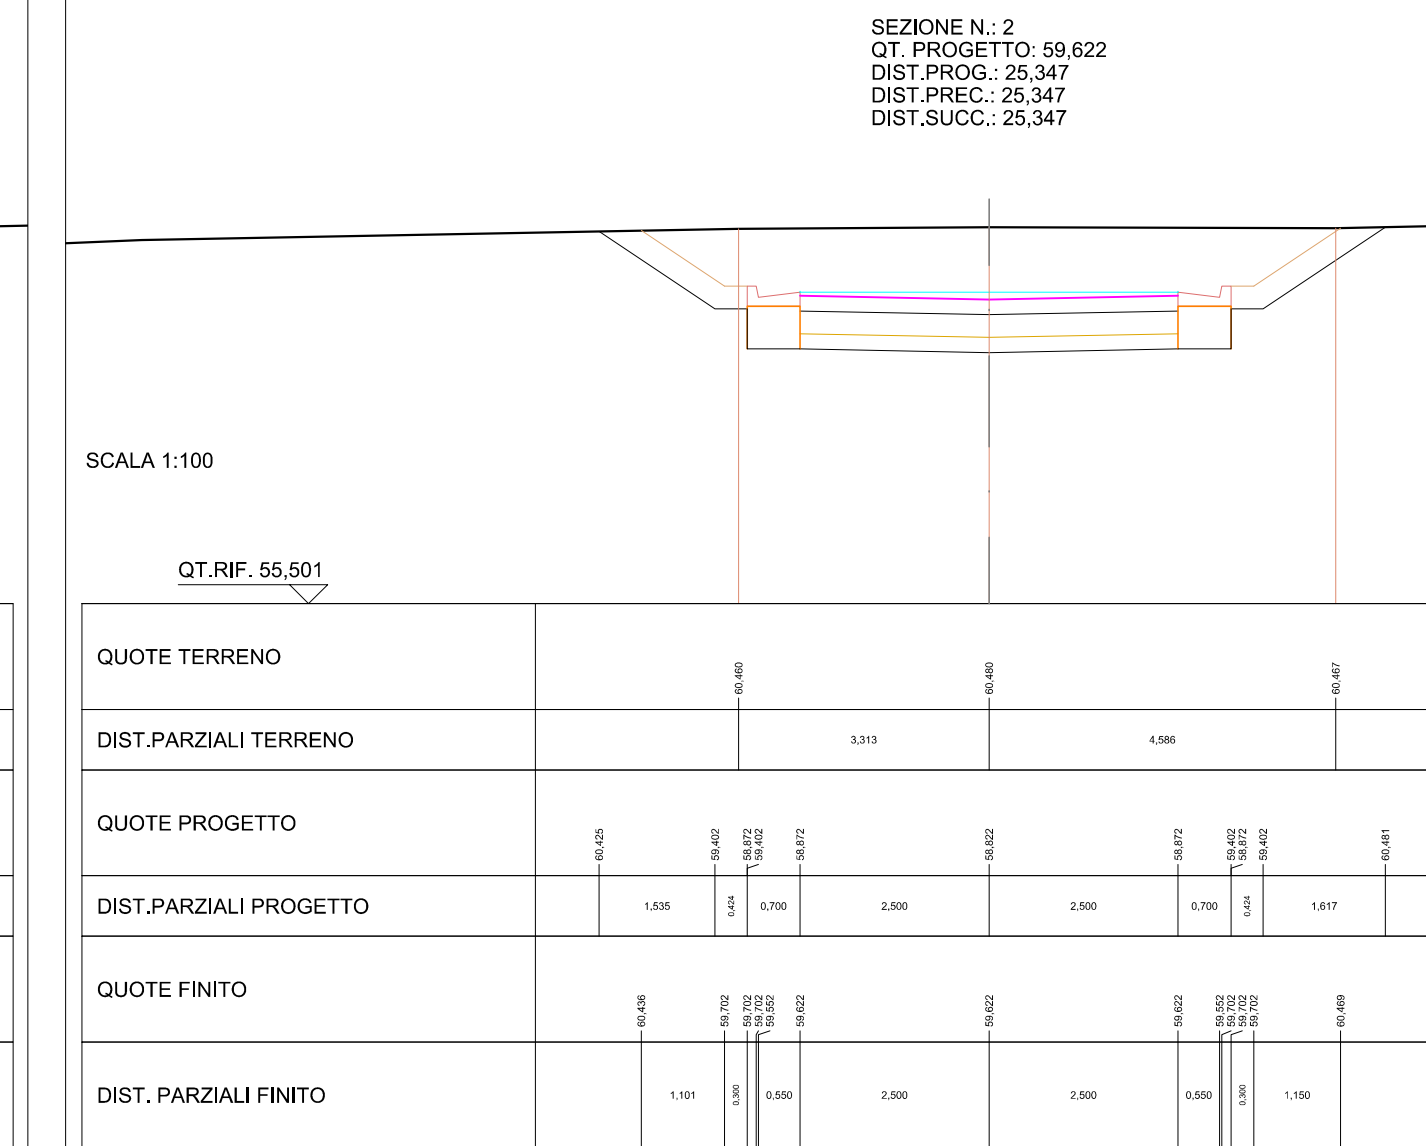 SEZIONE N.: 2
QT. PROGETTO: 59,622
DIST.PROG.: 25,347
DIST.PREC.: 25,347
DIST.SUCC.: 25,347
SCALA 1:100
QT.RIF. 55,501
QUOTE TERRENO
60,460 60,480 60,467
DIST.PARZIALI TERRENO
3,313 4,586
QUOTE PROGETTO
60,425 59,402 58,872 59,402 58,872 58,822 58,872 59,402 58,872 59,402 60,481
DIST.PARZIALI PROGETTO
1,535 0,424 0,700 2,500 2,500 0,700 0,424 1,617
QUOTE FINITO
60,436 59,702 59,702 59,702 59,552 59,622 59,622 59,622 59,552 59,702 59,702 59,702 60,469
DIST. PARZIALI FINITO
1,101 0,300 0,550 2,500 2,500 0,550 0,300 1,150